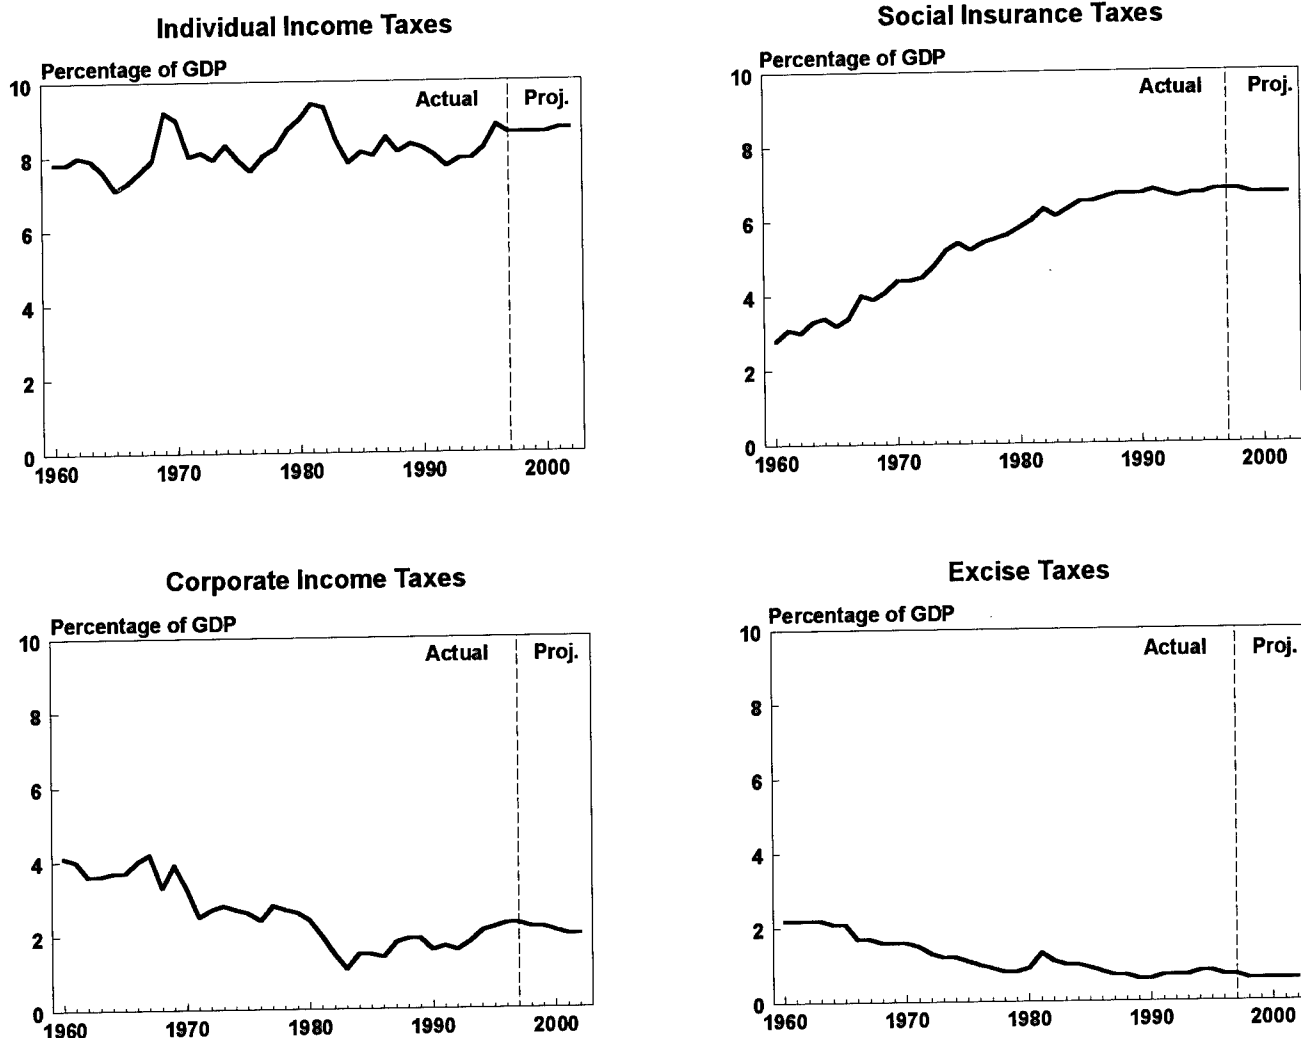 Individual Income Taxes
Percentage of GDP
10
Actual
Proj.
8
6
4
2
0
1960
1970
1980
1990
2000
Social Insurance Taxes
Percentage of GDP
10
Actual
Proj.
8
6
4
2
0
1960
1970
1980
1990
2000
Corporate Income Taxes
Percentage of GDP
10
Actual
Proj.
8
6
4
2
0
1960
1970
1980
1990
2000
Excise Taxes
Percentage of GDP
10
Actual
Proj.
8
6
4
2
0
1960
1970
1980
1990
2000